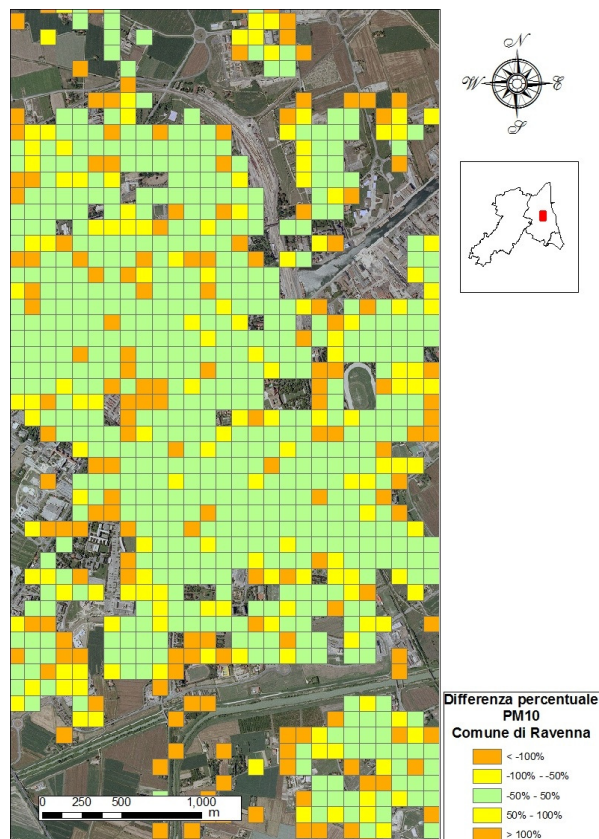 N
W E
S
Differenza percentuale
PM10
Comune di Ravenna
< -100%
-100% - -50%
-50% - 50%
50% - 100%
> 100%
0 250 500 1,000
m